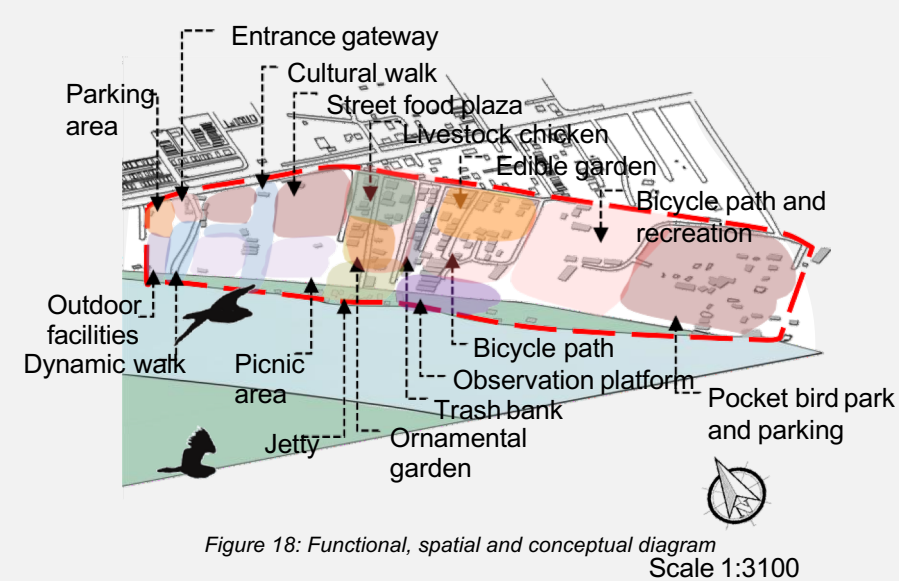 Entrance gateway
Cultural walk
Parking
area
Street food plaza
Livestock chicken
Edible garden
Bicycle path and
recreation
Outdoor
facilities
Dynamic walk
Picnic
area
Jetty
Bicycle path
Observation platform
Trash bank
Ornamental
garden
Pocket bird park
and parking
N
Figure 18: Functional, spatial and conceptual diagram
Scale 1:3100